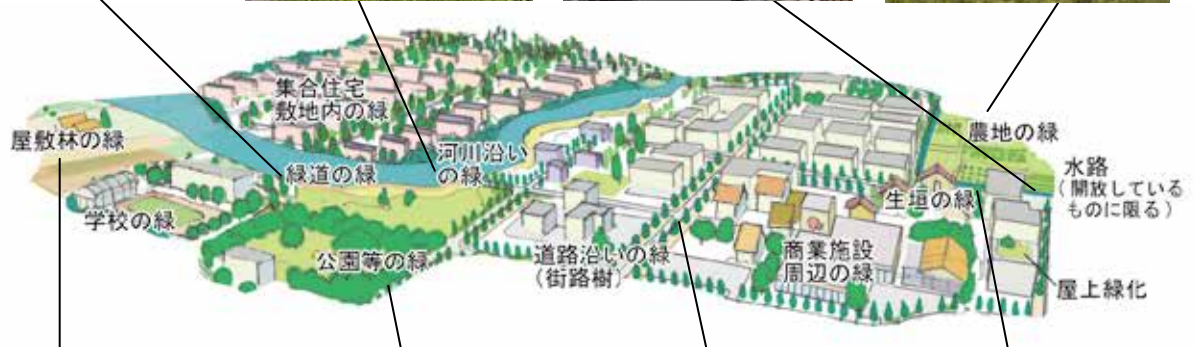 集合住宅
敷地内の緑
屋敷林の緑
河川沿い
の緑
農地の緑
緑道の緑
水路
（開放している
ものに限る）
生垣の緑
学校の緑
公園等の緑
道路沿いの緑
（街路樹）
商業施設
周辺の緑
屋上緑化